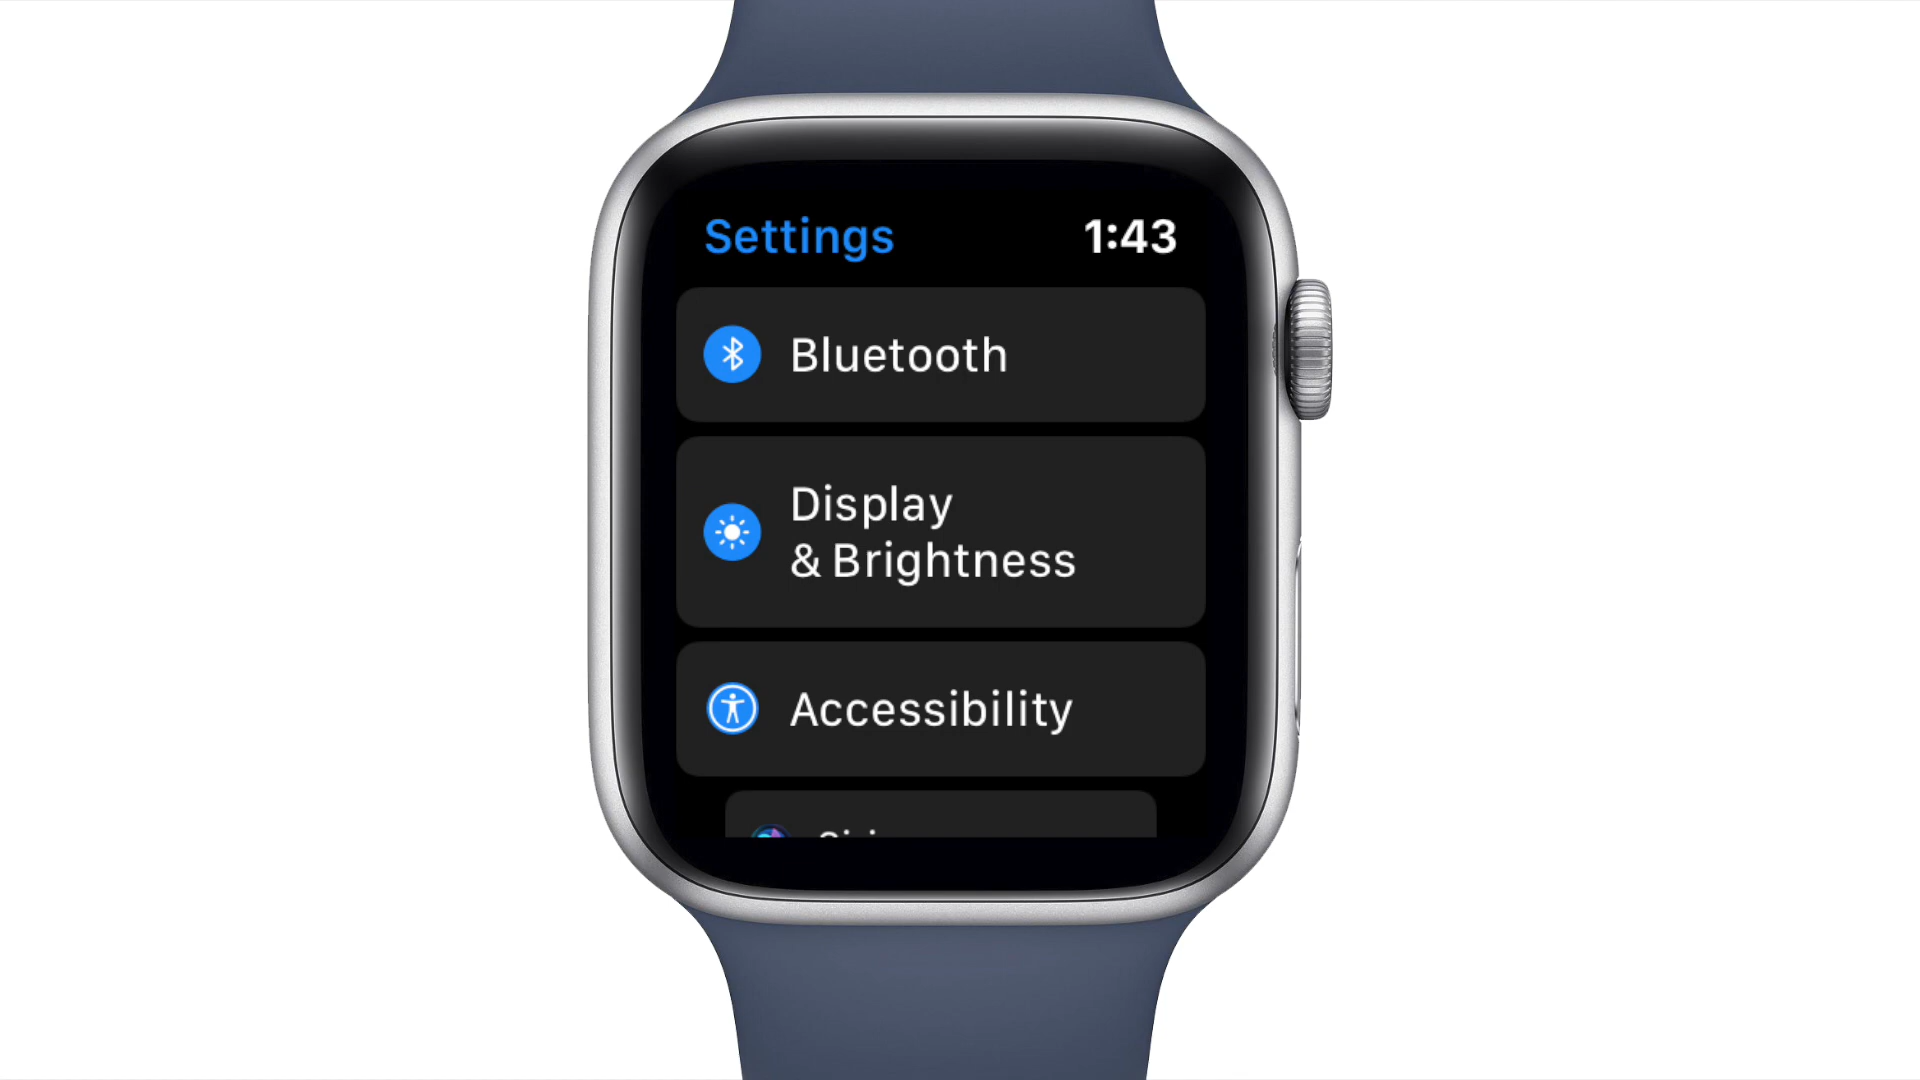 Settings
1:43
Bluetooth
Display
& Brightness
Accessibility